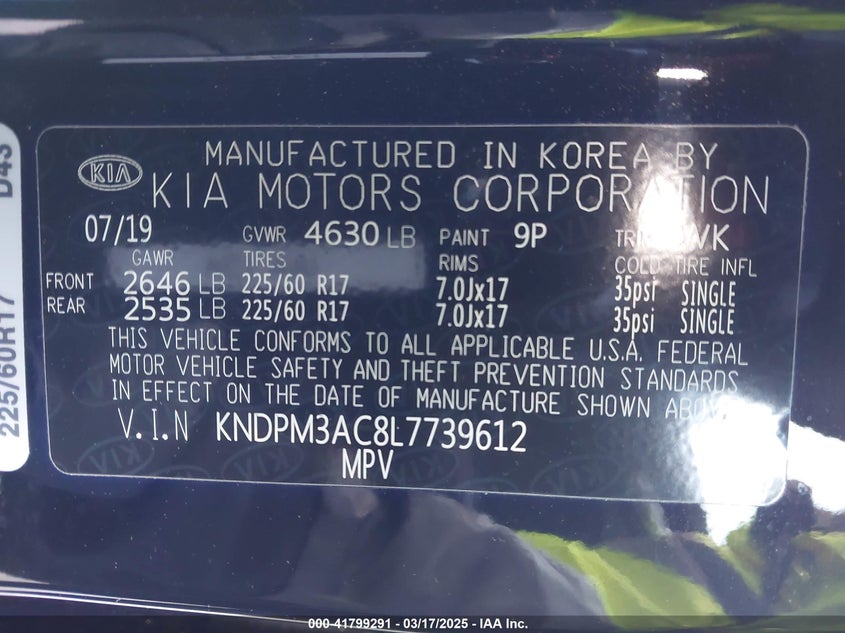 MANUFACTURED IN KOREA BY
KIA KIA MOTORS CORPORATION
07/19 GVWR 4630 LB PAINT 9P WK
GAWR TIRES RIMS COLD TIRE INFL
FRONT 2646 LB 225/60 R17 7.0Jx17 35psi SINGLE
REAR 2535 LB 225/60 R17 7.0Jx17 35psi SINGLE
THIS VEHICLE CONFORMS TO ALL APPLICABLE U.S.A. FEDERAL
MOTOR VEHICLE SAFETY AND THEFT PREVENTION STANDARDS
IN EFFECT ON THE DATE OF MANUFACTURE SHOWN ABOVE
V.I.N KNDPM3AC8L7739612
MPV
225/60R17
000-41799291 - 03/17/2025 - IAA Inc.